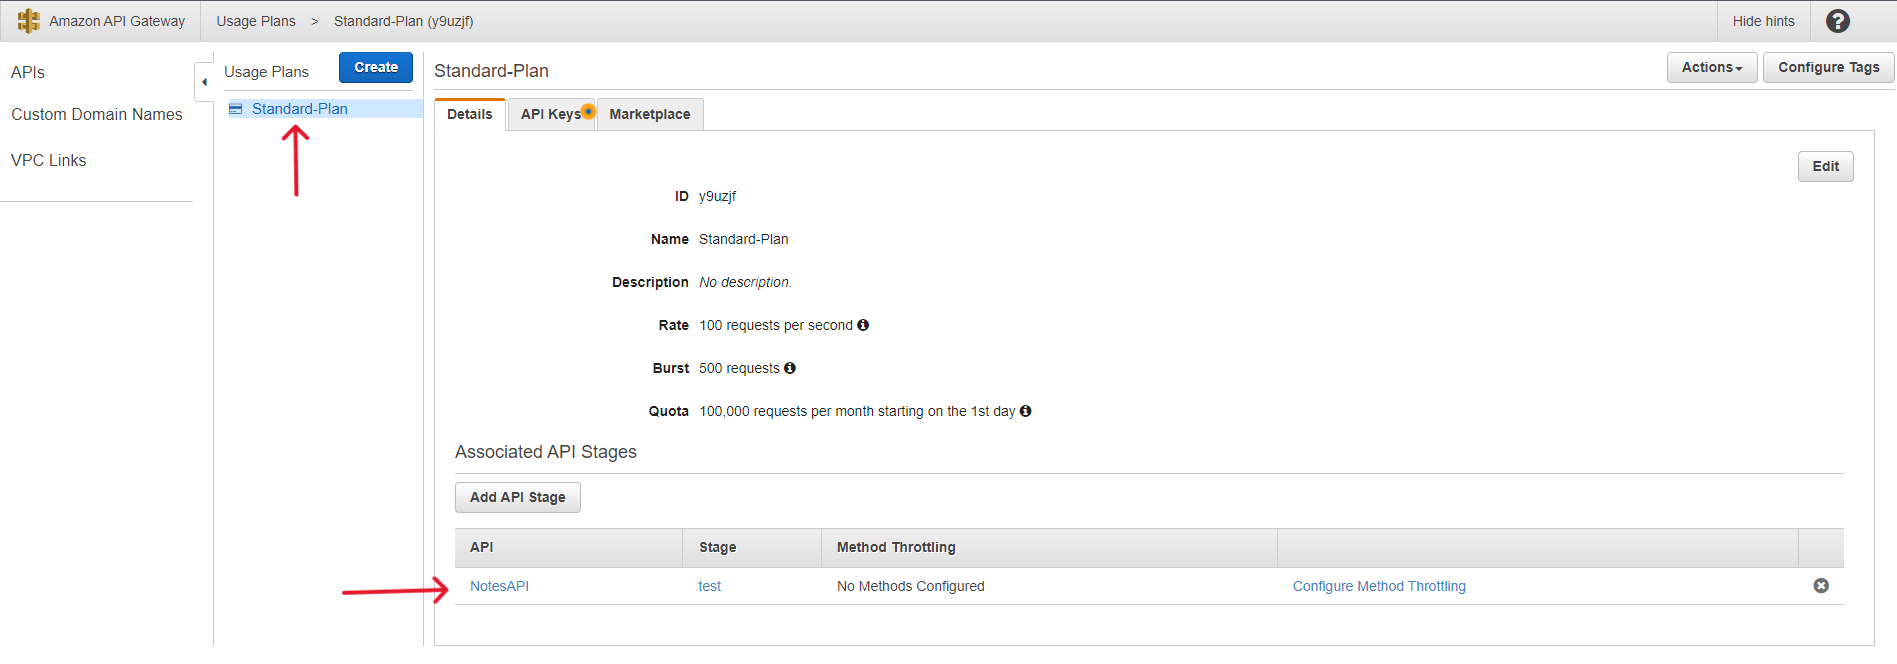 Amazon API Gateway
Usage Plans > Standard-Plan (y9uzjf)
Hide hints
?
APIs
Custom Domain Names
VPC Links
Usage Plans
Create
Standard-Plan
Standard-Plan
Actions
Configure Tags
Details
API Keys
Marketplace
Edit
ID y9uzjf
Name Standard-Plan
Description No description.
Rate 100 requests per second
Burst 500 requests
Quota 100,000 requests per month starting on the 1st day
Associated API Stages
Add API Stage
API Stage Method Throttling
NotesAPI test No Methods Configured Configure Method Throttling